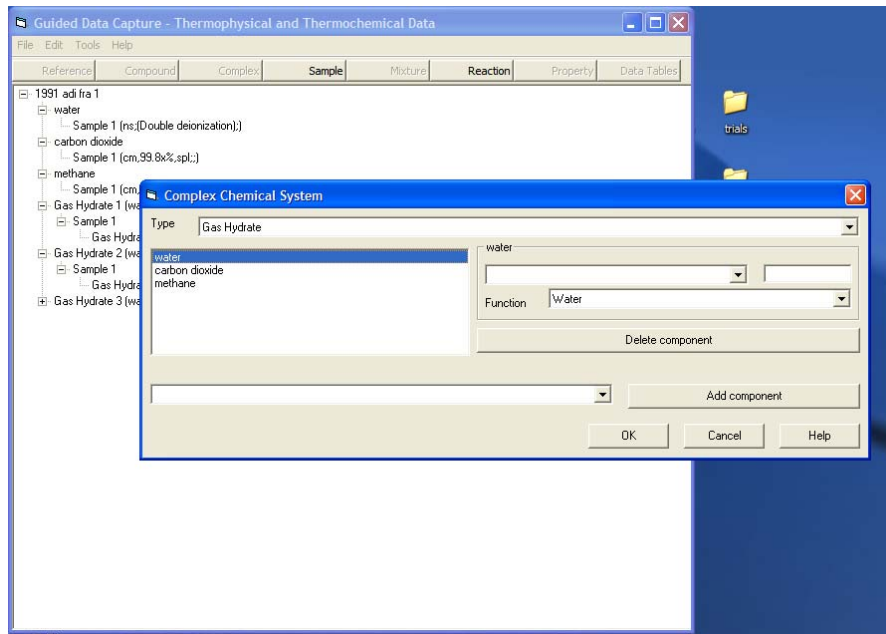 Guided Data Capture - Thermophysical and Thermochemical Data
File Edit Tools Help
Reference Compound Complex Sample Mixture Reaction Property Data Tables
1991 adi fra 1
water
Sample 1 (ns;(Double deionization);)
carbon dioxide
Sample 1 (cm,99.8x%,spl;;)
methane
Sample 1 (cm,
Gas Hydrate 1 (wa
Sample 1
Gas Hydra
Gas Hydrate 2 (wa
Sample 1
Gas Hydra
Gas Hydrate 3 (wa
trials
Complex Chemical System
Type Gas Hydrate
water
carbon dioxide
methane
water
Function Water
Delete component
Add component
OK Cancel Help